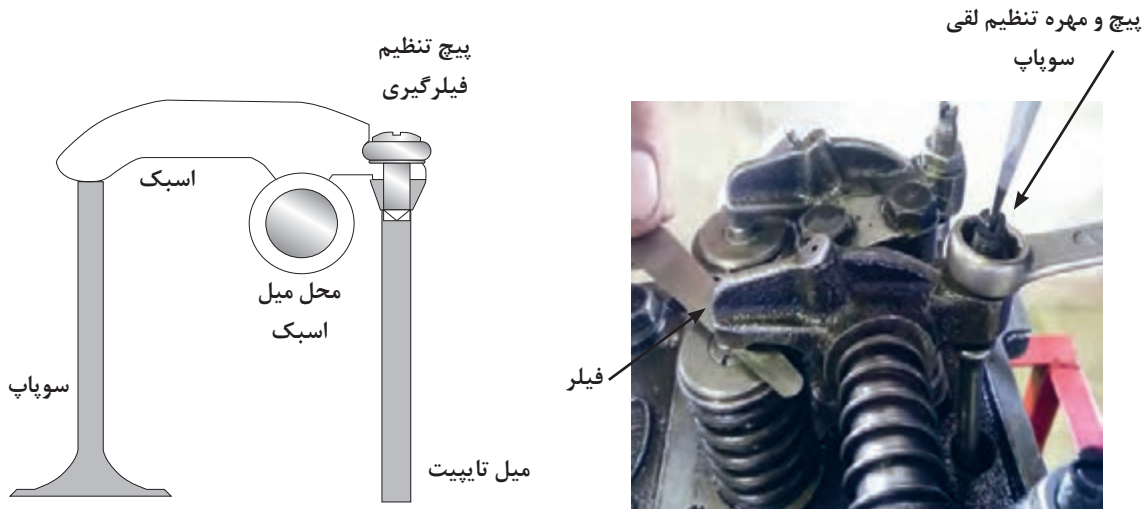 پیچ و مهره تنظیم لقی
سوپاپ
فیلر
پیچ تنظیم
فیلرگیری
اسبک
محل میل
اسبک
سوپاپ
میل تایپیت